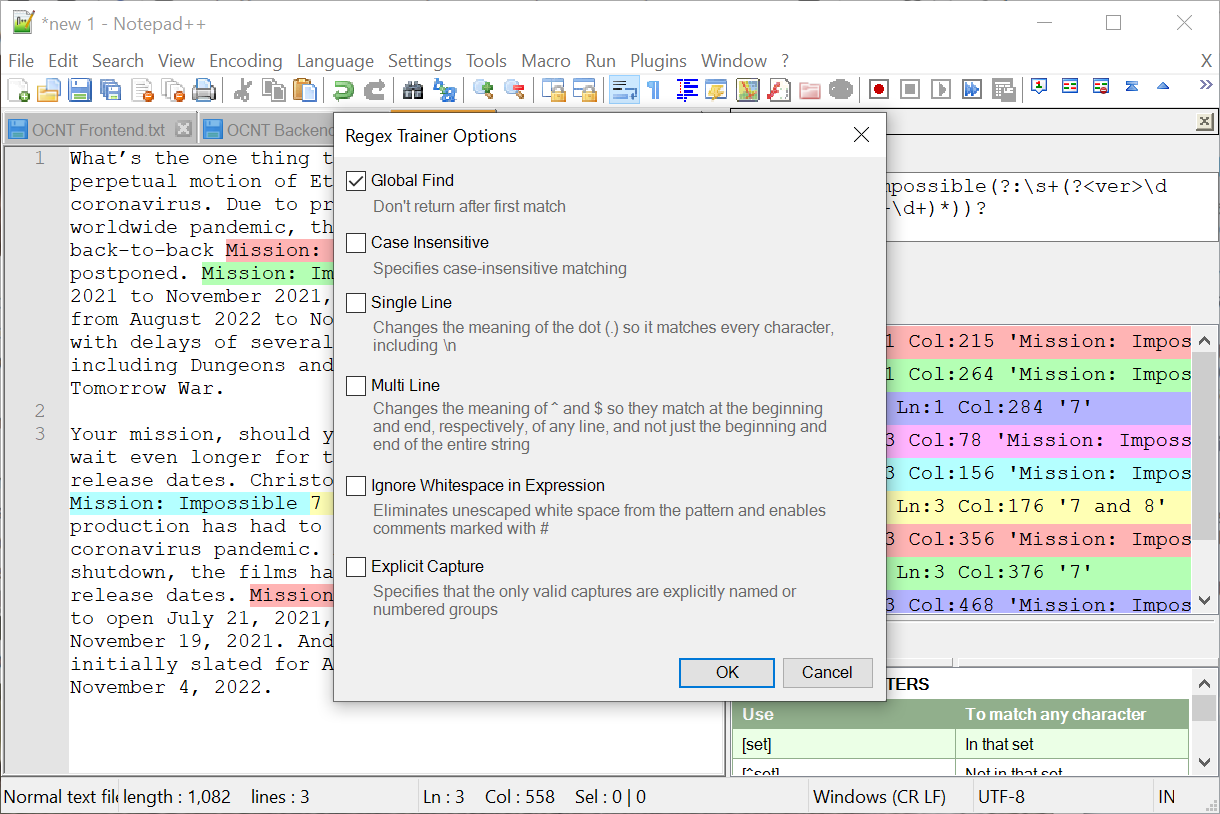 *new 1 - Notepad++
File Edit Search View Encoding Language Settings Tools Macro Run Plugins Window ? X
OCNT Frontend.txt OCNT Backend
1 What’s the one thing t
perpetual motion of Et
coronavirus. Due to pr
worldwide pandemic, th
back-to-back Mission:
postponed. Mission: Im
2021 to November 2021,
from August 2022 to No
with delays of several
including Dungeons and
Tomorrow War.
2
3 Your mission, should y
wait even longer for t
release dates. Christo
Mission: Impossible 7
production has had to
coronavirus pandemic.
shutdown, the films ha
release dates. Mission
to open July 21, 2021,
November 19, 2021. And
initially slated for A
November 4, 2022.
Regex Trainer Options
Global Find
Don't return after first match
Case Insensitive
Specifies case-insensitive matching
Single Line
Changes the meaning of the dot (.) so it matches every character,
including \n
Multi Line
Changes the meaning of ^ and $ so they match at the beginning
and end, respectively, of any line, and not just the beginning and
end of the entire string
Ignore Whitespace in Expression
Eliminates unescaped white space from the pattern and enables
comments marked with #
Explicit Capture
Specifies that the only valid captures are explicitly named or
numbered groups
OK Cancel
mpossible(?:\s+(?<ver>\d
+\d+)*))?
1 Col:215 'Mission: Impos
1 Col:264 'Mission: Impos
Ln:1 Col:284 '7'
3 Col:78 'Mission: Imposs
3 Col:156 'Mission: Impos
Ln:3 Col:176 '7 and 8'
3 Col:356 'Mission: Impos
Ln:3 Col:376 '7'
3 Col:468 'Mission: Impos
TERS
Use To match any character
[set] In that set
[^set] Not in that set
Normal text file length : 1,082 lines : 3 Ln : 3 Col : 558 Sel : 0 | 0 Windows (CR LF) UTF-8 IN